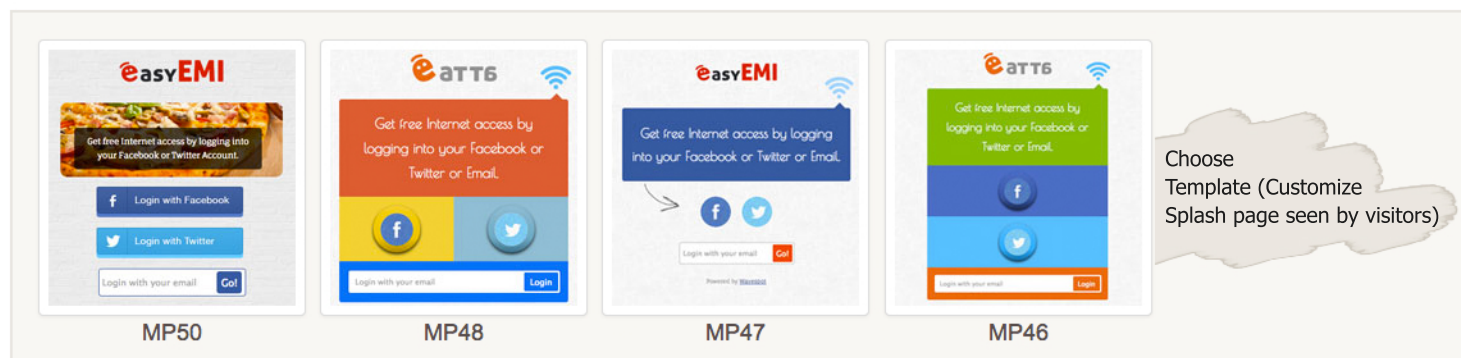 easyEMI
Get free Internet access by logging into
your Facebook or Twitter Account.
f Login with Facebook
Login with Twitter
Login with your email Go!
MP50
eATT6
Get free Internet access by
logging into your Facebook or
Twitter or Email.
f
Login with your email Login
MP48
easyEMI
Get free Internet access by logging
into your Facebook or Twitter or Email.
f
Login with your email Go!
Powered by Wavespot
MP47
eATT6
Get free Internet access by
logging into your Facebook or
Twitter or Email.
f
Login with your email Login
MP46
Choose
Template (Customize
Splash page seen by visitors)